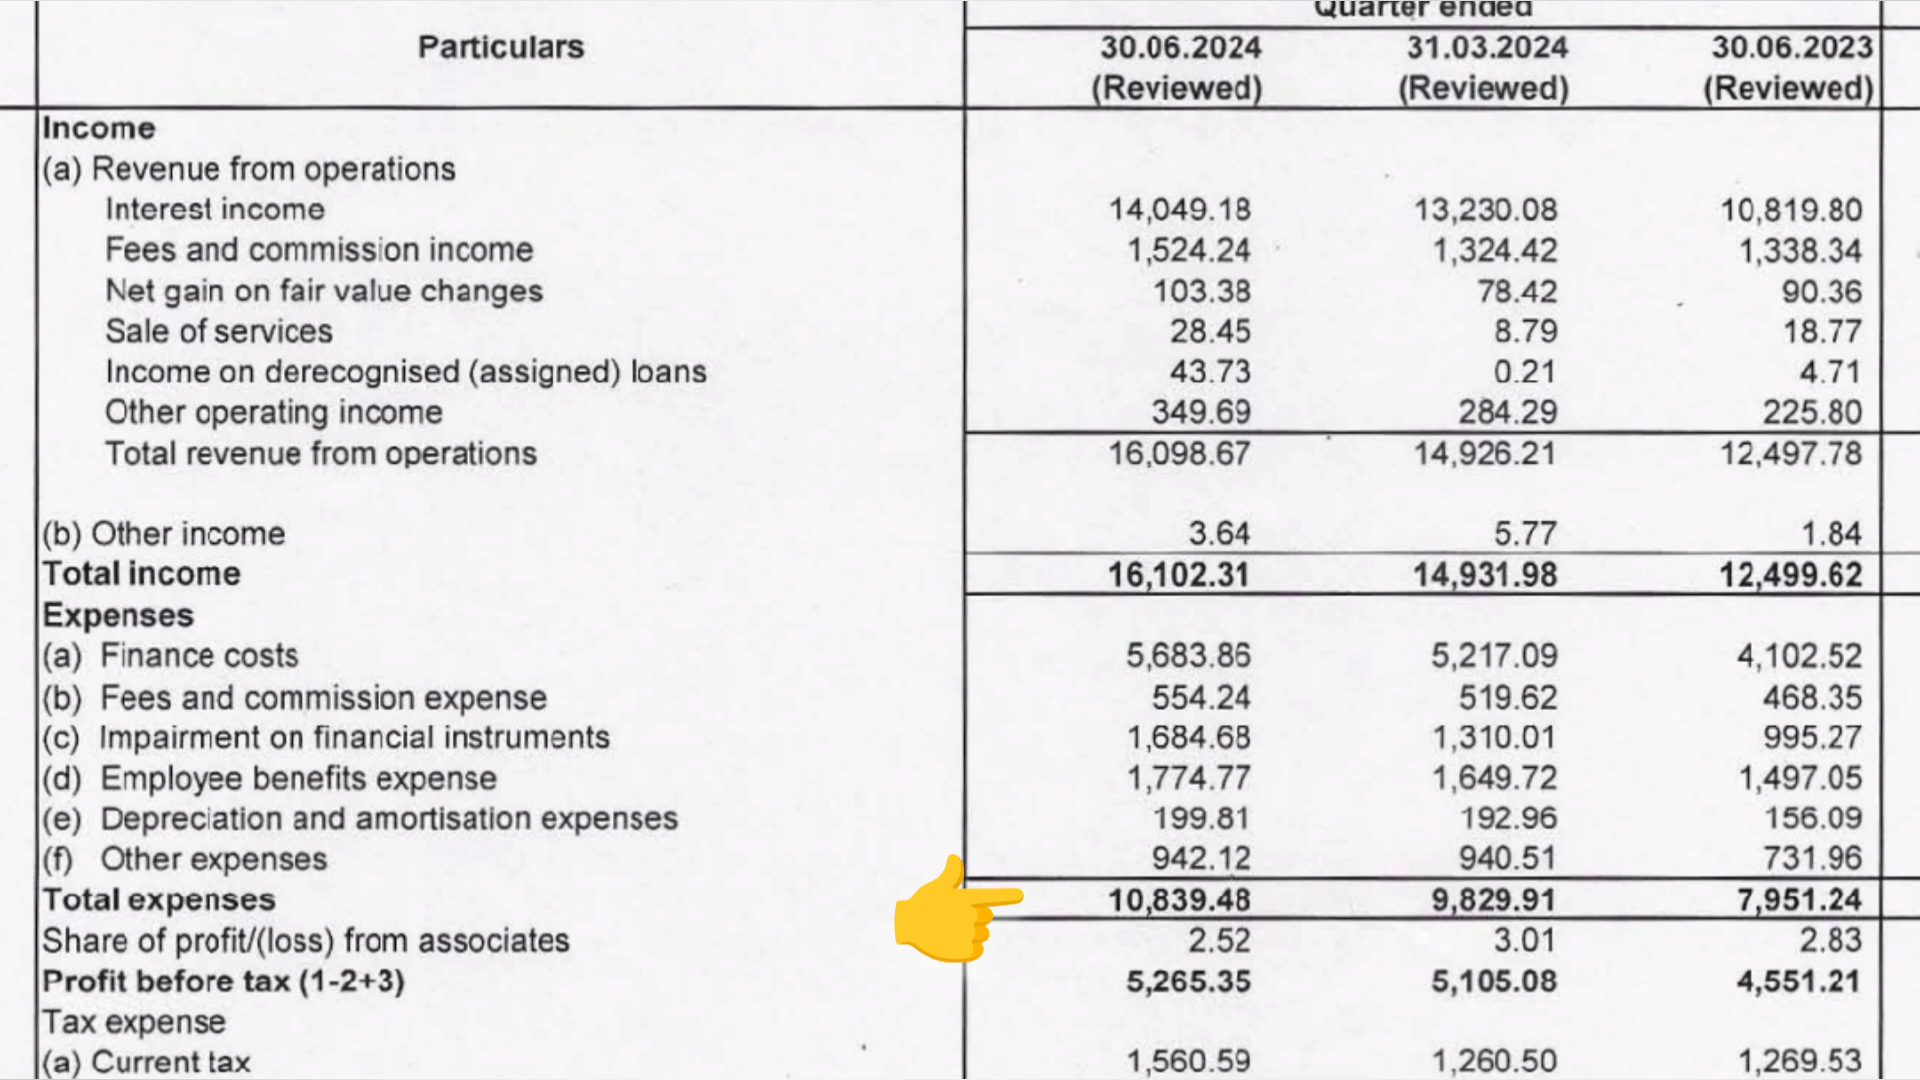 Quarter ended
Particulars 30.06.2024 31.03.2024 30.06.2023
(Reviewed) (Reviewed) (Reviewed)
Income
(a) Revenue from operations
Interest income 14,049.18 13,230.08 10,819.80
Fees and commission income 1,524.24 1,324.42 1,338.34
Net gain on fair value changes 103.38 78.42 90.36
Sale of services 28.45 8.79 18.77
Income on derecognised (assigned) loans 43.73 0.21 4.71
Other operating income 349.69 284.29 225.80
Total revenue from operations 16,098.67 14,926.21 12,497.78
(b) Other income 3.64 5.77 1.84
Total income 16,102.31 14,931.98 12,499.62
Expenses
(a) Finance costs 5,683.86 5,217.09 4,102.52
(b) Fees and commission expense 554.24 519.62 468.35
(c) Impairment on financial instruments 1,684.68 1,310.01 995.27
(d) Employee benefits expense 1,774.77 1,649.72 1,497.05
(e) Depreciation and amortisation expenses 199.81 192.96 156.09
(f) Other expenses 942.12 940.51 731.96
Total expenses 10,839.48 9,829.91 7,951.24
Share of profit/(loss) from associates 2.52 3.01 2.83
Profit before tax (1-2+3) 5,265.35 5,105.08 4,551.21
Tax expense
(a) Current tax 1,560.59 1,260.50 1,269.53